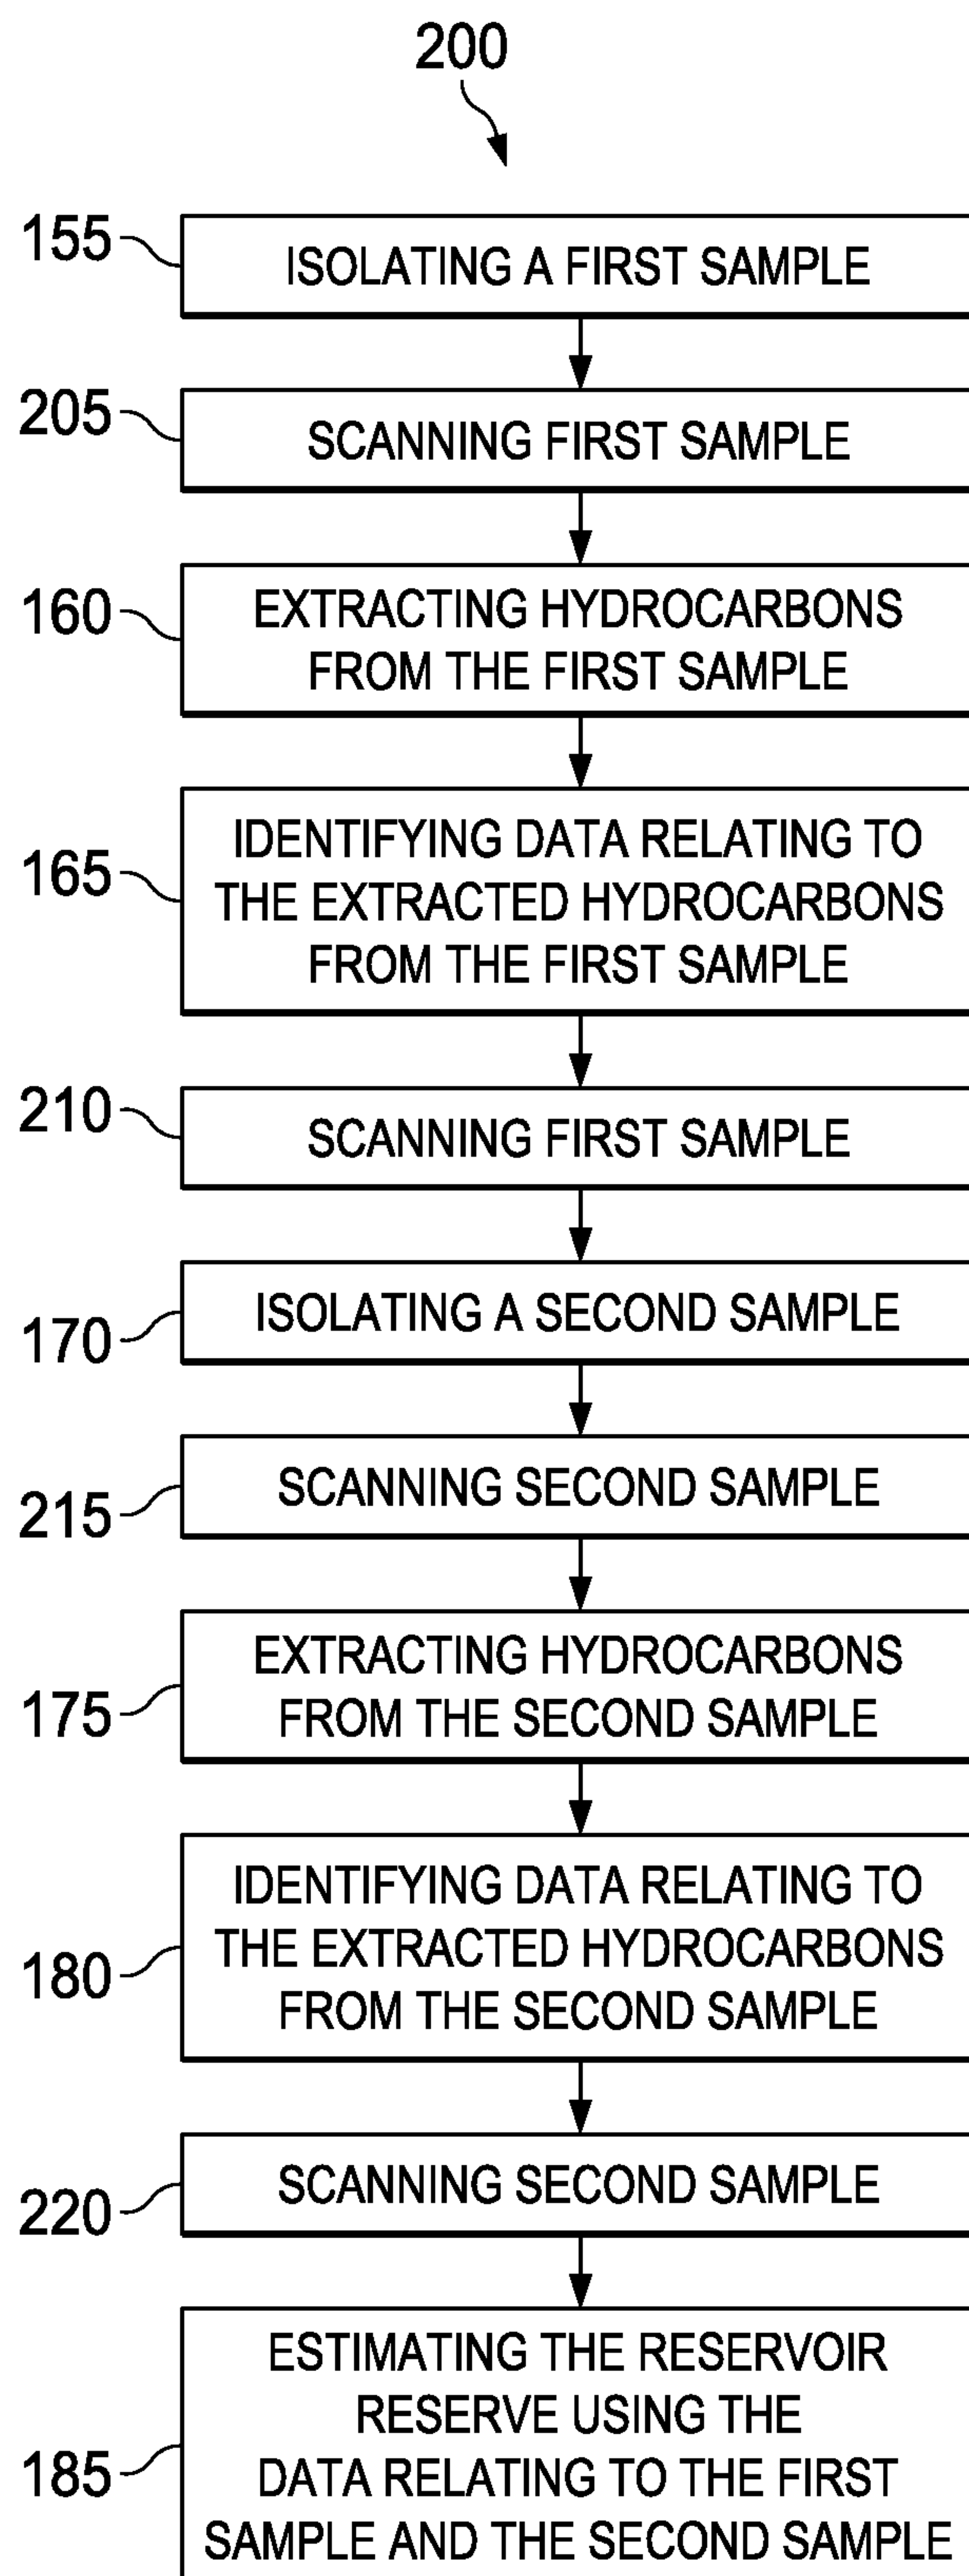 200
155
ISOLATING A FIRST SAMPLE
205
SCANNING FIRST SAMPLE
160
EXTRACTING HYDROCARBONS
FROM THE FIRST SAMPLE
165
IDENTIFYING DATA RELATING TO
THE EXTRACTED HYDROCARBONS
FROM THE FIRST SAMPLE
210
SCANNING FIRST SAMPLE
170
ISOLATING A SECOND SAMPLE
215
SCANNING SECOND SAMPLE
175
EXTRACTING HYDROCARBONS
FROM THE SECOND SAMPLE
180
IDENTIFYING DATA RELATING TO
THE EXTRACTED HYDROCARBONS
FROM THE SECOND SAMPLE
220
SCANNING SECOND SAMPLE
185
ESTIMATING THE RESERVOIR
RESERVE USING THE
DATA RELATING TO THE FIRST
SAMPLE AND THE SECOND SAMPLE